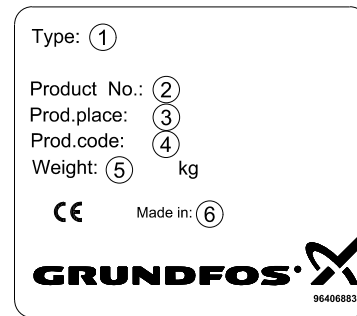 Type: ①
Product No.: ②
Prod.place: ③
Prod.code: ④
Weight: ⑤ kg
CE Made in: ⑥
GRUNDFOS
96406883